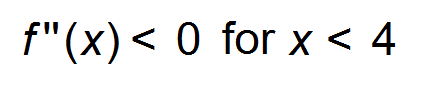 f"(x) < 0 for x < 4